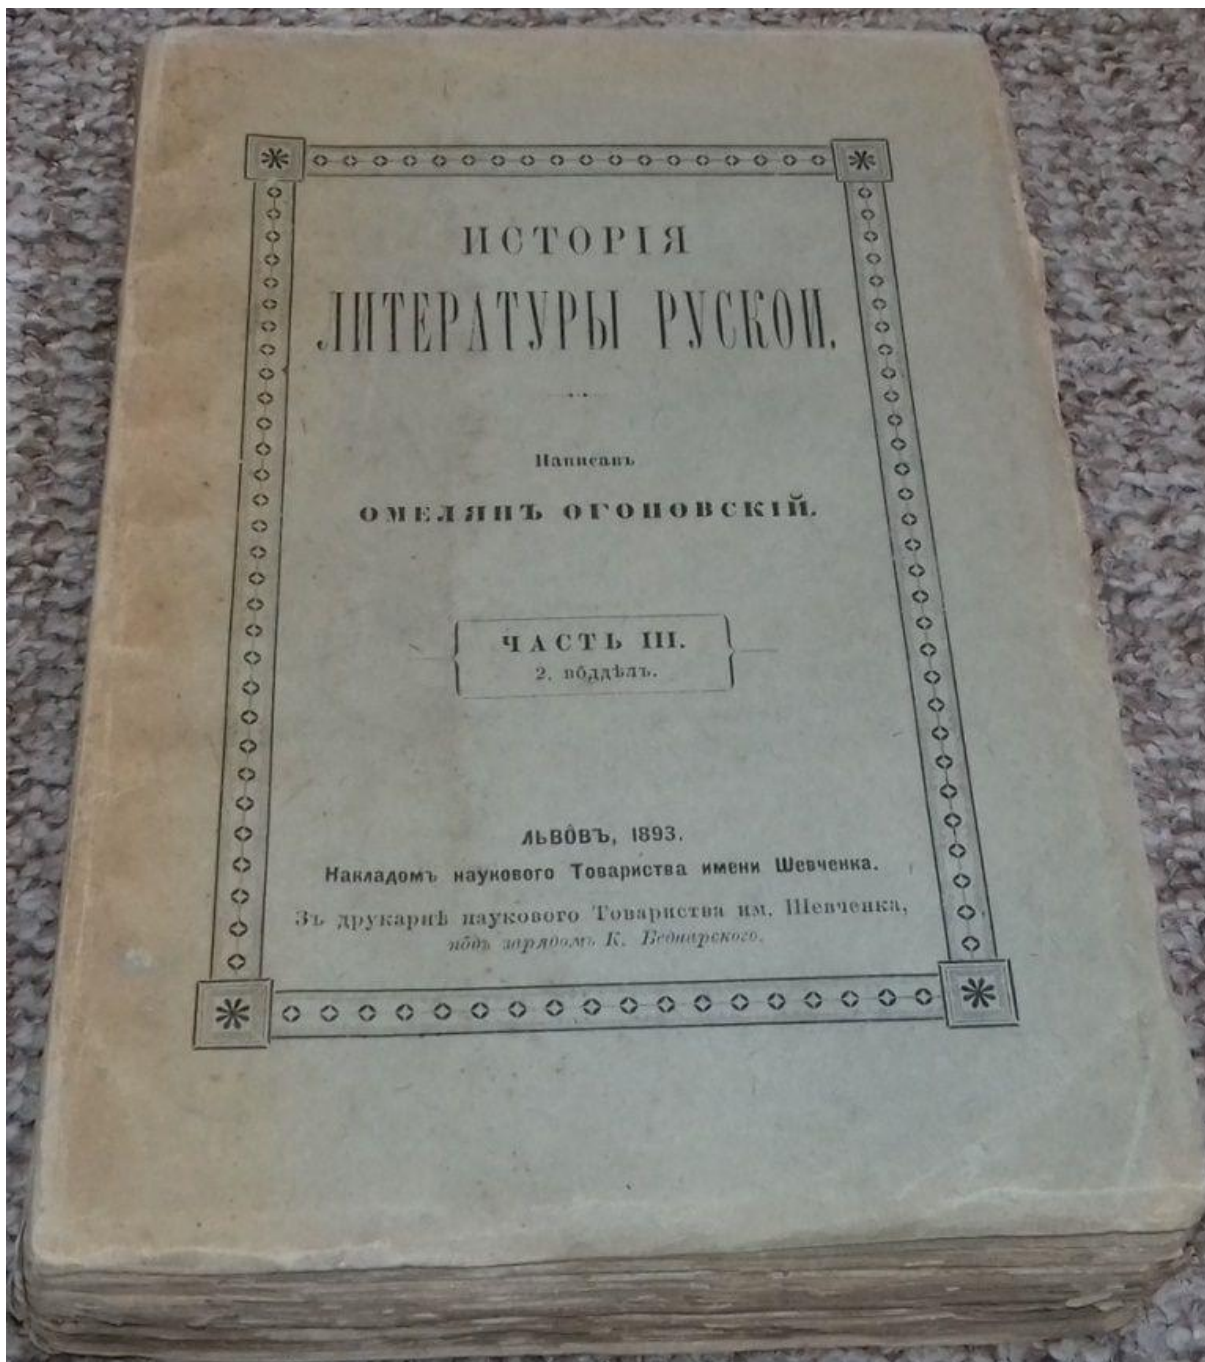 ИСТОРІЯ
ЛИТЕРАТУРЫ РУСКОИ.
Написавъ
ОМЕЛЯНЪ ОГОНОВСКІЙ.
ЧАСТЬ III.
2. вôддѣлъ.
ЛЬВÔВЪ, 1893.
Накладомъ наукового Товариства имени Шевченка.
Зъ друкарнѣ наукового Товариства им. Шевченка,
пôдъ зарядомъ К. Беднарского.